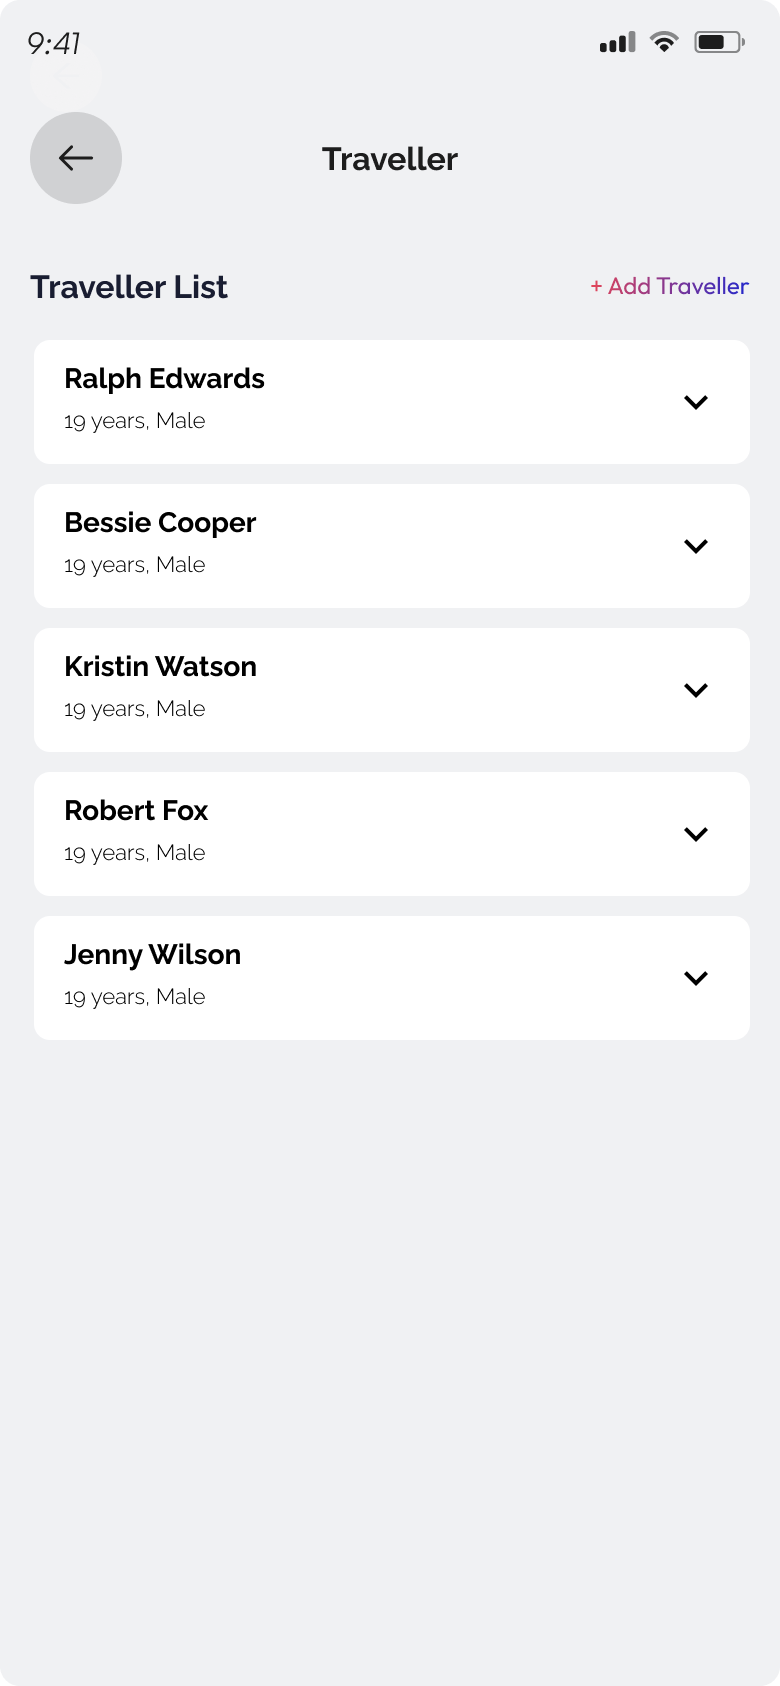 9:41
Traveller
Traveller List
+ Add Traveller
Ralph Edwards
19 years, Male
Bessie Cooper
19 years, Male
Kristin Watson
19 years, Male
Robert Fox
19 years, Male
Jenny Wilson
19 years, Male